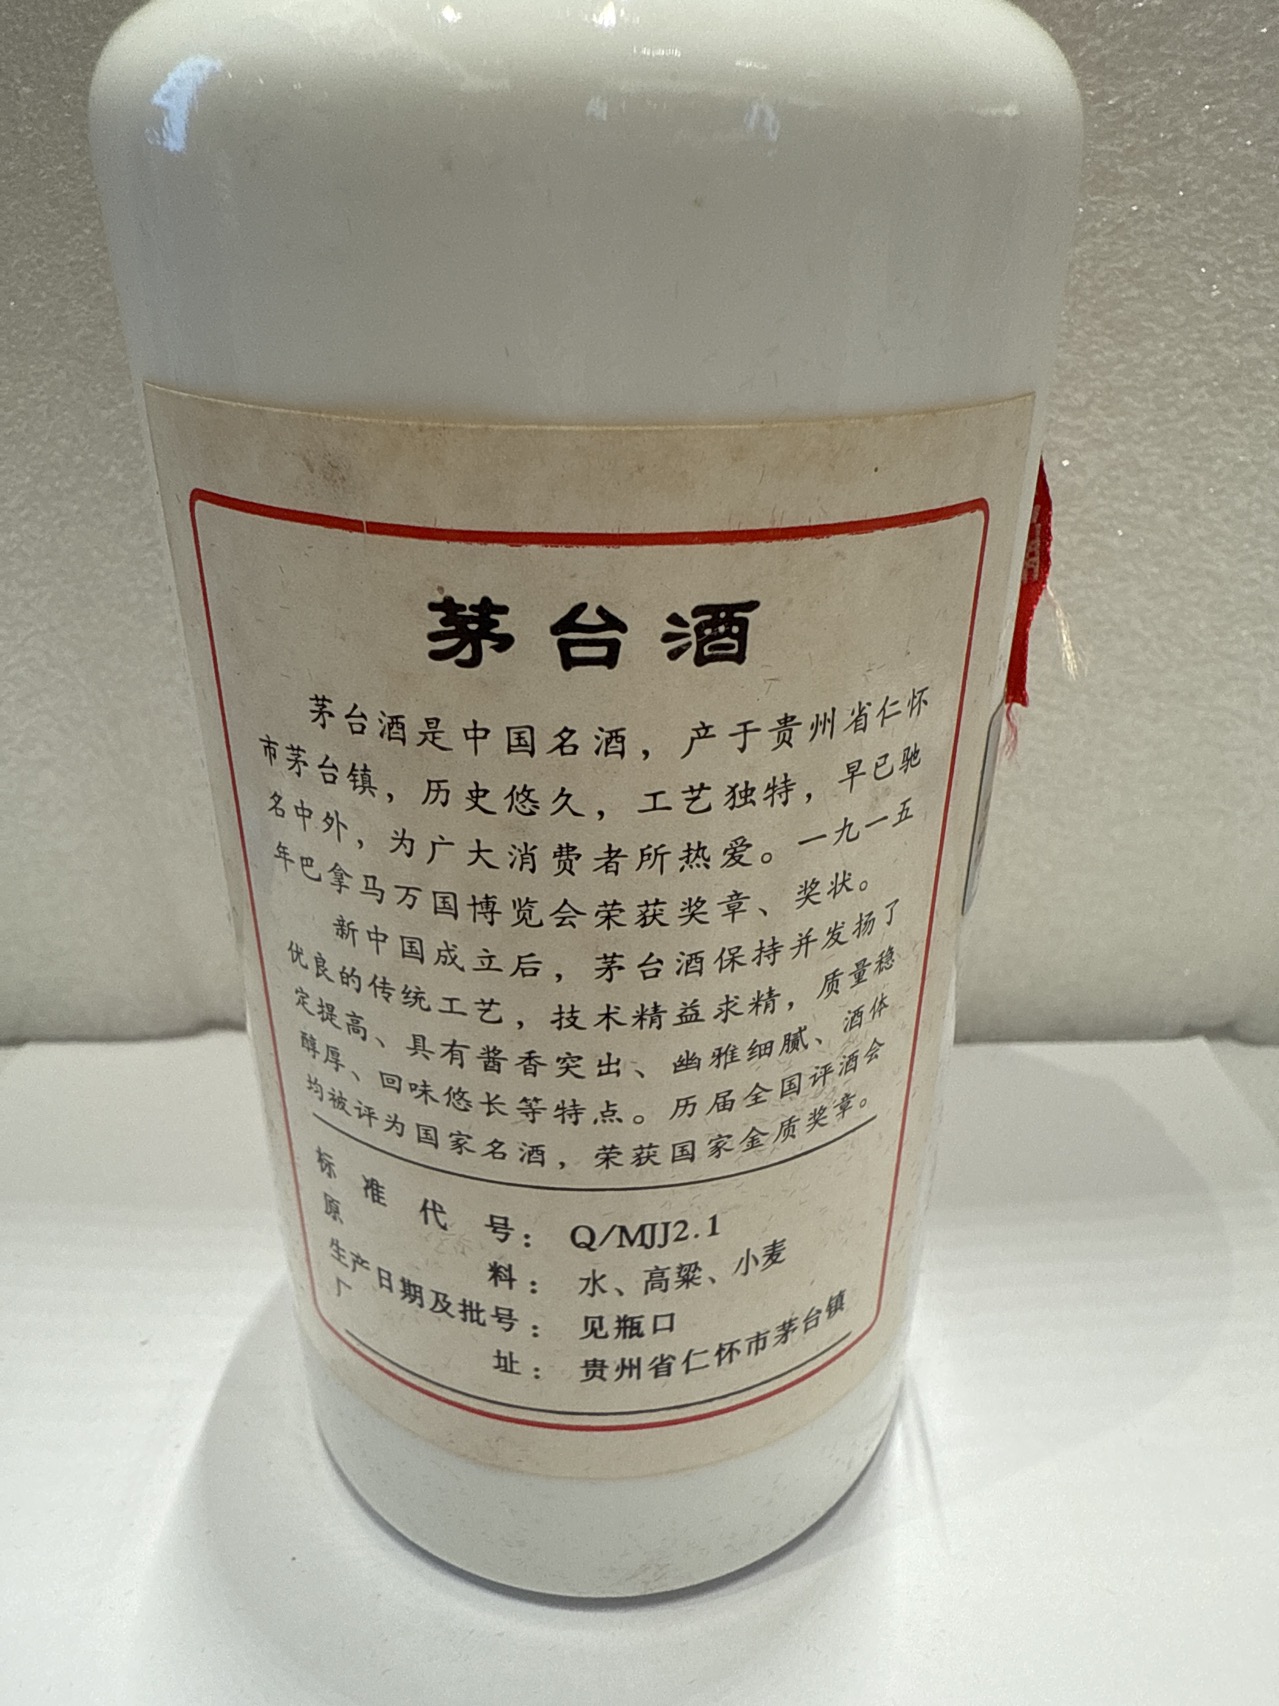 茅台酒
茅台酒是中国名酒，产于贵州省仁怀
市茅台镇，历史悠久，工艺独特，早已驰
名中外，为广大消费者所热爱。一九一五
年巴拿马万国博览会荣获奖章、奖状。
新中国成立后，茅台酒保持并发扬了
优良的传统工艺，技术精益求精，质量稳
定提高、具有酱香突出、幽雅细腻、酒体
醇厚、回味悠长等特点。历届全国评酒会
均被评为国家名酒，荣获国家金质奖章。
标准代号：Q/MJJ2.1
原料：水、高粱、小麦
生产日期及批号：见瓶口
厂址：贵州省仁怀市茅台镇